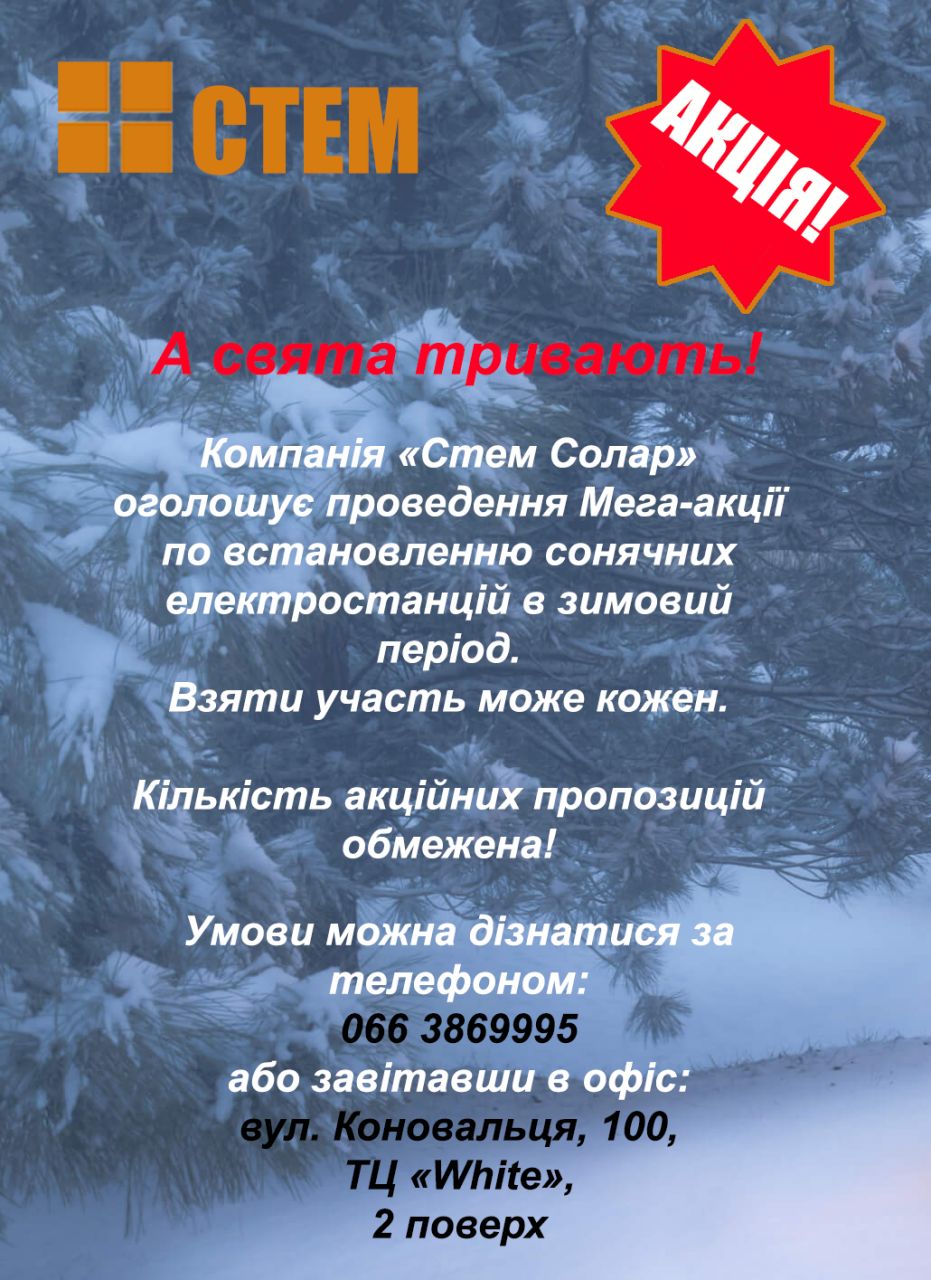 СТЕМ
АКЦІЯ!
А свята тривають!
Компанія «Стем Солар»
оголошує проведення Мега-акції
по встановленню сонячних
електростанцій в зимовий
період.
Взяти участь може кожен.
Кількість акційних пропозицій
обмежена!
Умови можна дізнатися за
телефоном:
066 3869995
або завітавши в офіс:
вул. Коновальця, 100,
ТЦ «White»,
2 поверх